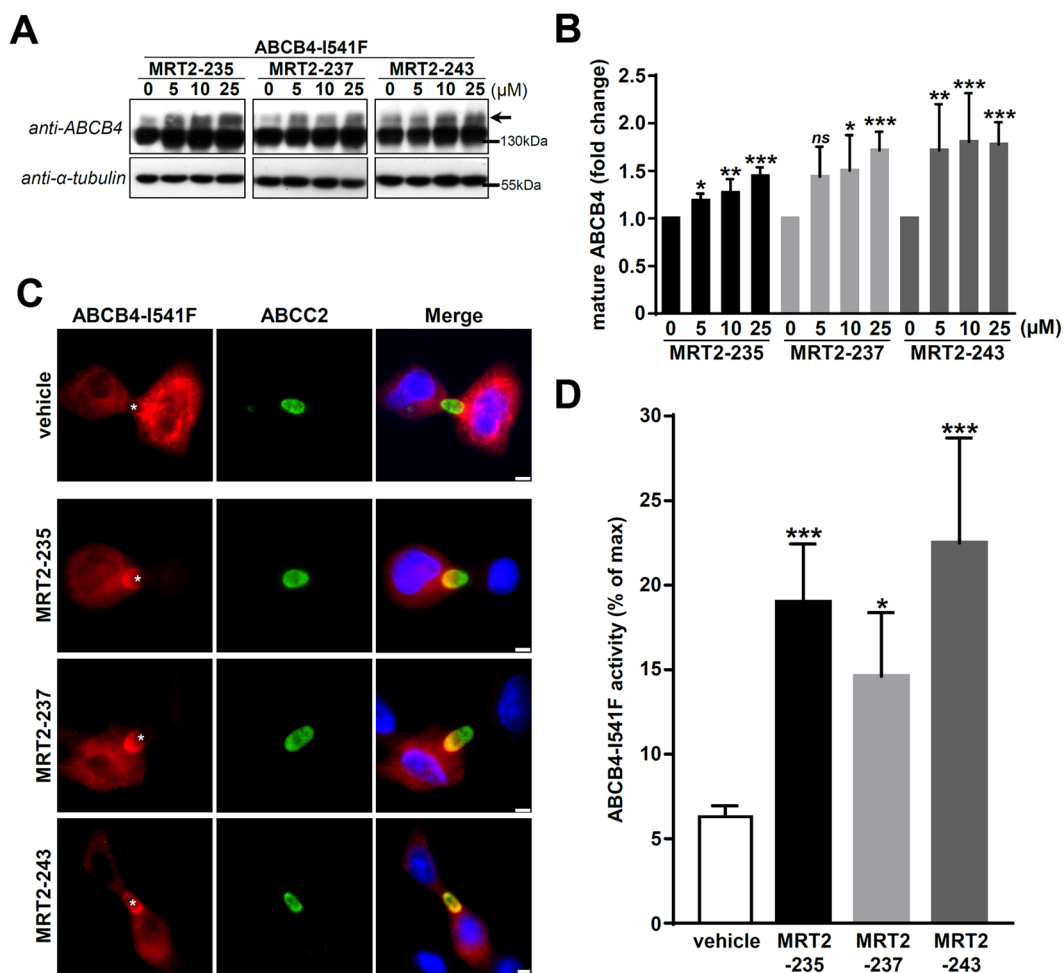 A
ABCB4-I541F
MRT2-235 MRT2-237 MRT2-243
0 5 10 25 0 5 10 25 0 5 10 25 (μM)
anti-ABCB4
130kDa
anti-α-tubulin
55kDa
B
mature ABCB4 (fold change)
2.5
2.0
1.5
1.0
0.5
0
* ** *** ns * *** ** *** ***
0 5 10 25 0 5 10 25 0 5 10 25 (μM)
MRT2-235 MRT2-237 MRT2-243
C
ABCB4-I541F ABCC2 Merge
vehicle
*
MRT2-235
*
MRT2-237
*
MRT2-243
*
D
ABCB4-I541F activity (% of max)
30
25
20
15
10
5
0
*** * ***
vehicle MRT2 MRT2 MRT2
-235 -237 -243